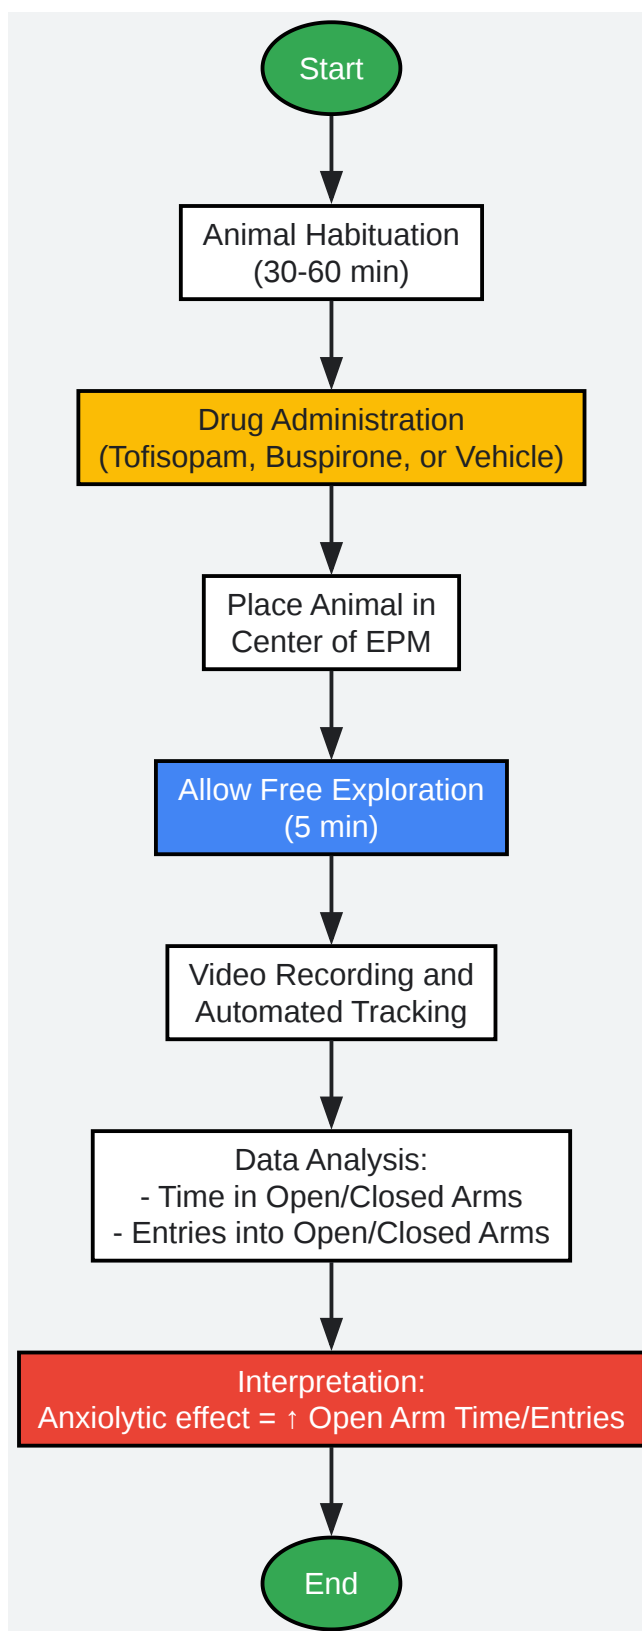 Start
Animal Habituation
(30-60 min)
Drug Administration
(Tofisopam, Buspirone, or Vehicle)
Place Animal in
Center of EPM
Allow Free Exploration
(5 min)
Video Recording and
Automated Tracking
Data Analysis:
- Time in Open/Closed Arms
- Entries into Open/Closed Arms
Interpretation:
Anxiolytic effect = ↑ Open Arm Time/Entries
End